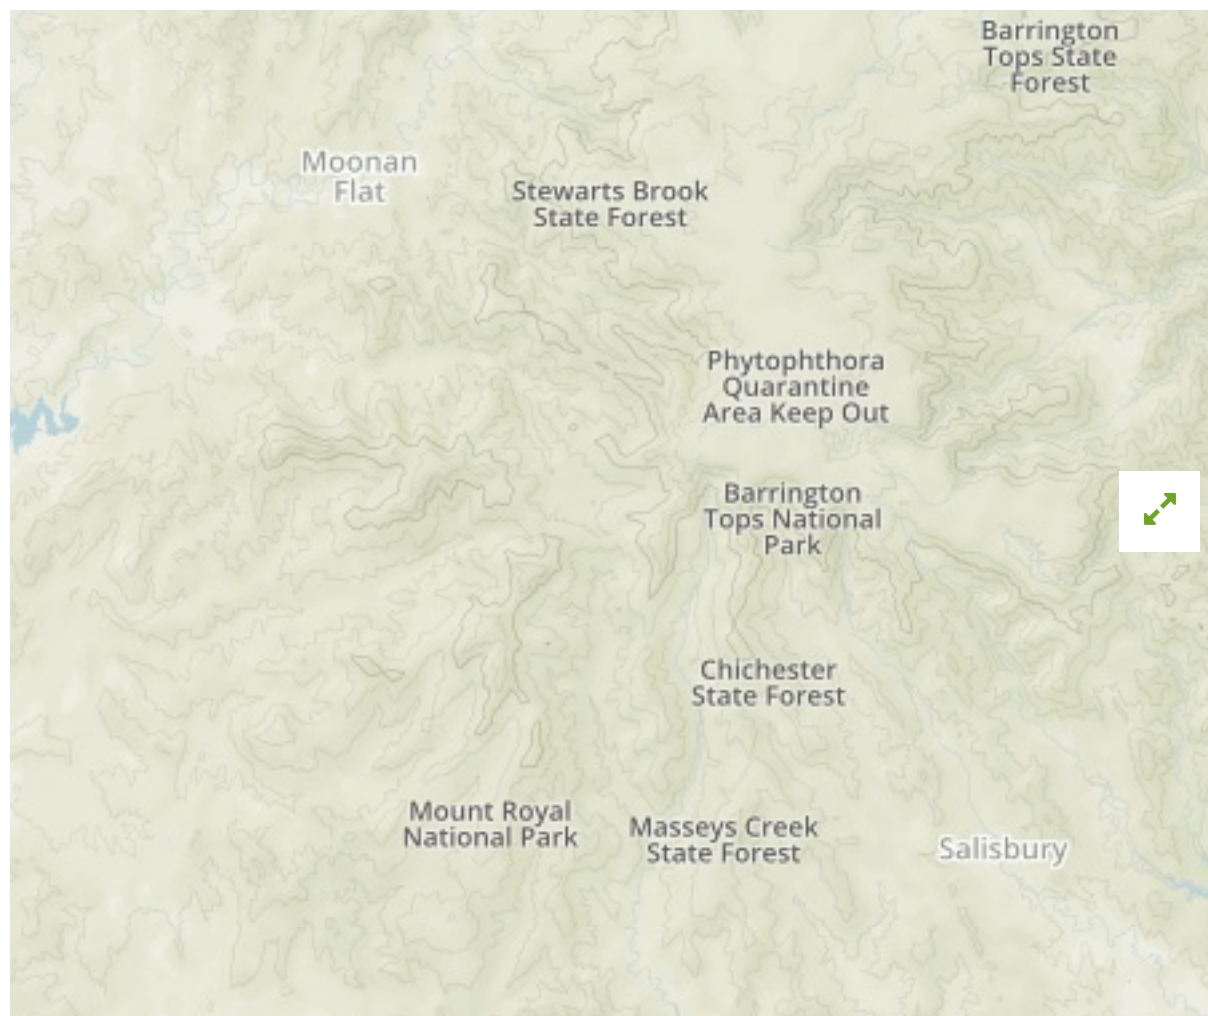 Barrington
Tops State
Forest
Moonan
Flat
Stewarts Brook
State Forest
Phytophthora
Quarantine
Area Keep Out
Barrington
Tops National
Park
Chichester
State Forest
Mount Royal
National Park
Masseys Creek
State Forest
Salisbury